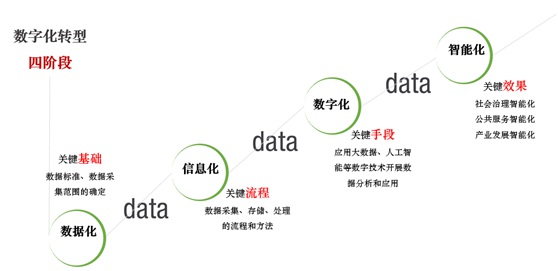 数字化转型
四阶段
关键基础
数据标准、数据采
集范围的确定
数据化
data
信息化
关键流程
数据采集、存储、处理
的流程和方法
data
数字化
关键手段
应用大数据、人工智
能等数字技术开展数
据分析和应用
data
智能化
关键效果
社会治理智能化
公共服务智能化
产业发展智能化